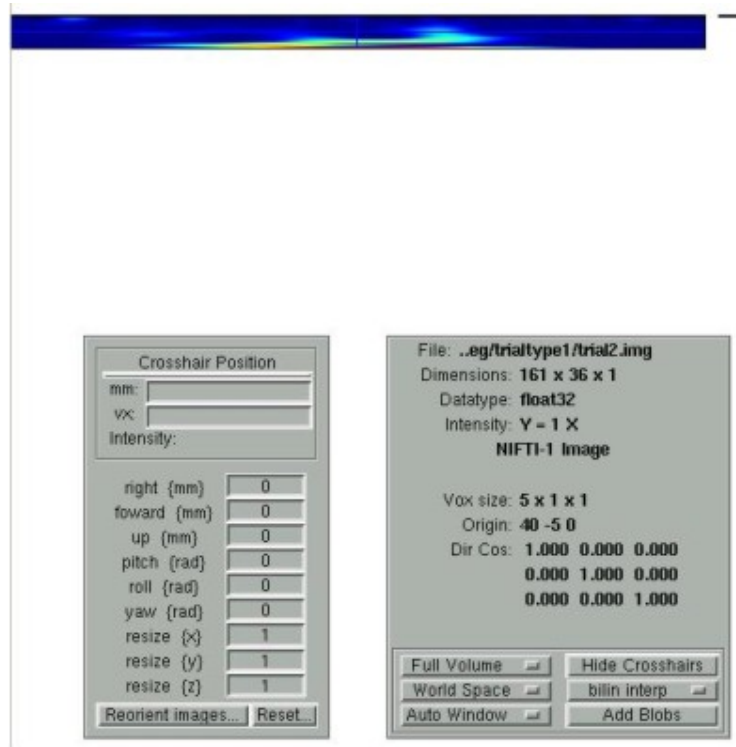 Crosshair Position
mm:
vx:
Intensity:
right {mm} 0
foward {mm} 0
up {mm} 0
pitch {rad} 0
roll {rad} 0
yaw {rad} 0
resize {x} 1
resize {y} 1
resize {z} 1
Reorient images... Reset...
File: ..eg/trialtype1/trial2.img
Dimensions: 161 x 36 x 1
Datatype: float32
Intensity: Y = 1 X
NIFTI-1 Image
Vox size: 5 x 1 x 1
Origin: 40 -5 0
Dir Cos: 1.000 0.000 0.000
0.000 1.000 0.000
0.000 0.000 1.000
Full Volume Hide Crosshairs
World Space bilin interp
Auto Window Add Blobs